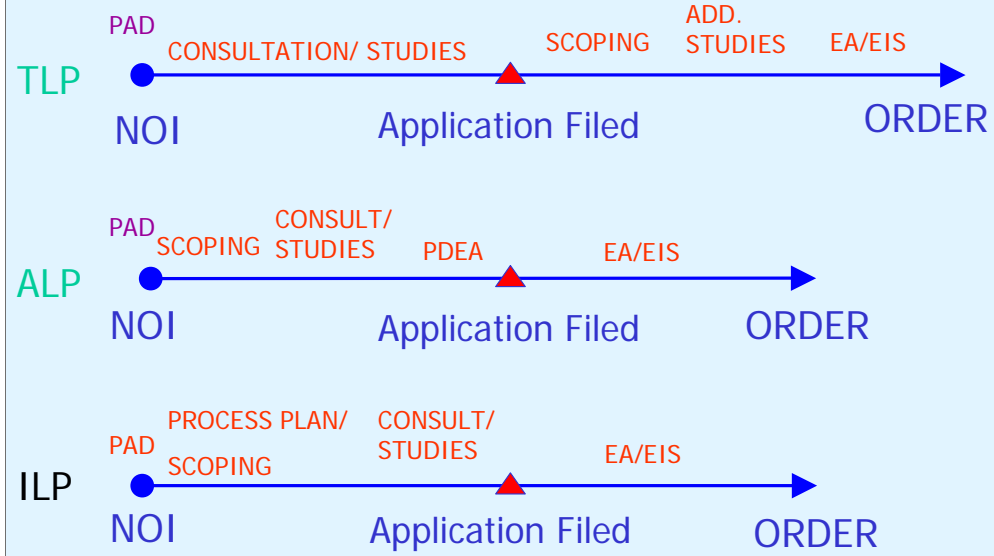 PAD
CONSULTATION/ STUDIES
SCOPING
ADD.
STUDIES
EA/EIS
TLP
NOI
Application Filed
ORDER
PAD
SCOPING
CONSULT/
STUDIES
PDEA
EA/EIS
ALP
NOI
Application Filed
ORDER
PAD
PROCESS PLAN/
SCOPING
CONSULT/
STUDIES
EA/EIS
ILP
NOI
Application Filed
ORDER